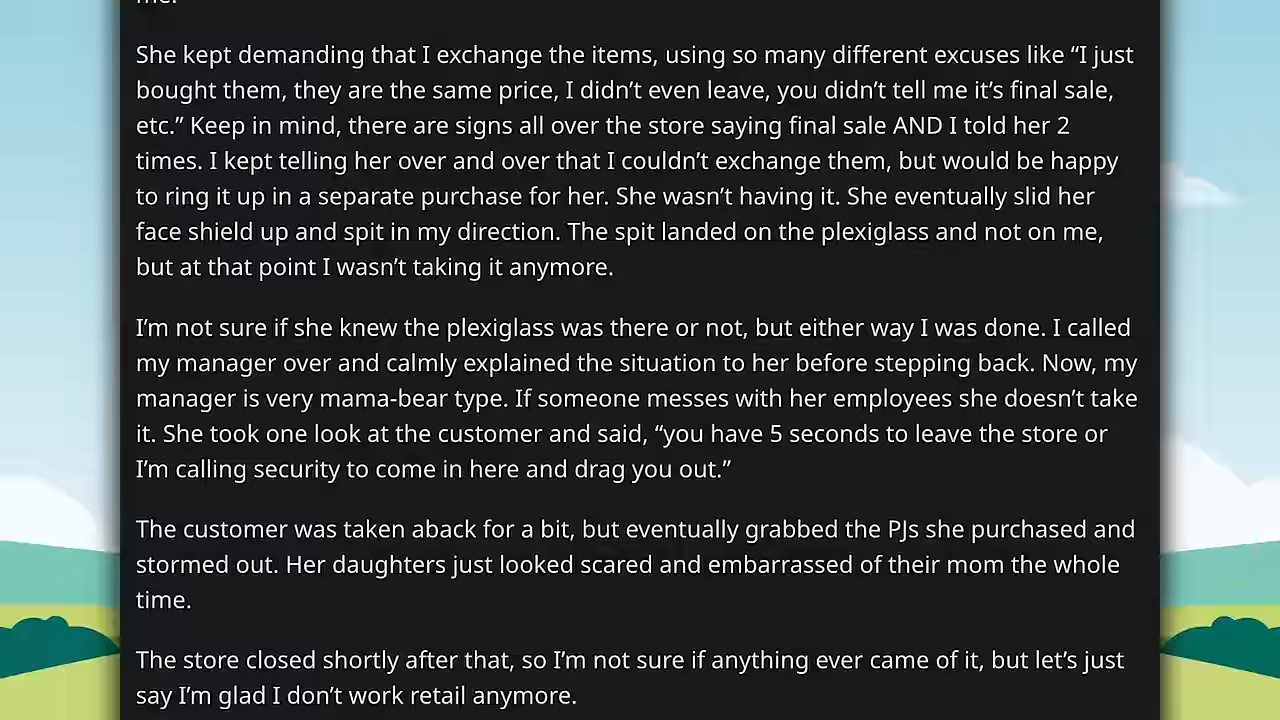 me.
She kept demanding that I exchange the items, using so many different excuses like “I just
bought them, they are the same price, I didn’t even leave, you didn’t tell me it’s final sale,
etc.” Keep in mind, there are signs all over the store saying final sale AND I told her 2
times. I kept telling her over and over that I couldn’t exchange them, but would be happy
to ring it up in a separate purchase for her. She wasn’t having it. She eventually slid her
face shield up and spit in my direction. The spit landed on the plexiglass and not on me,
but at that point I wasn’t taking it anymore.
I’m not sure if she knew the plexiglass was there or not, but either way I was done. I called
my manager over and calmly explained the situation to her before stepping back. Now, my
manager is very mama-bear type. If someone messes with her employees she doesn’t take
it. She took one look at the customer and said, “you have 5 seconds to leave the store or
I’m calling security to come in here and drag you out.”
The customer was taken aback for a bit, but eventually grabbed the PJs she purchased and
stormed out. Her daughters just looked scared and embarrassed of their mom the whole
time.
The store closed shortly after that, so I’m not sure if anything ever came of it, but let’s just
say I’m glad I don’t work retail anymore.